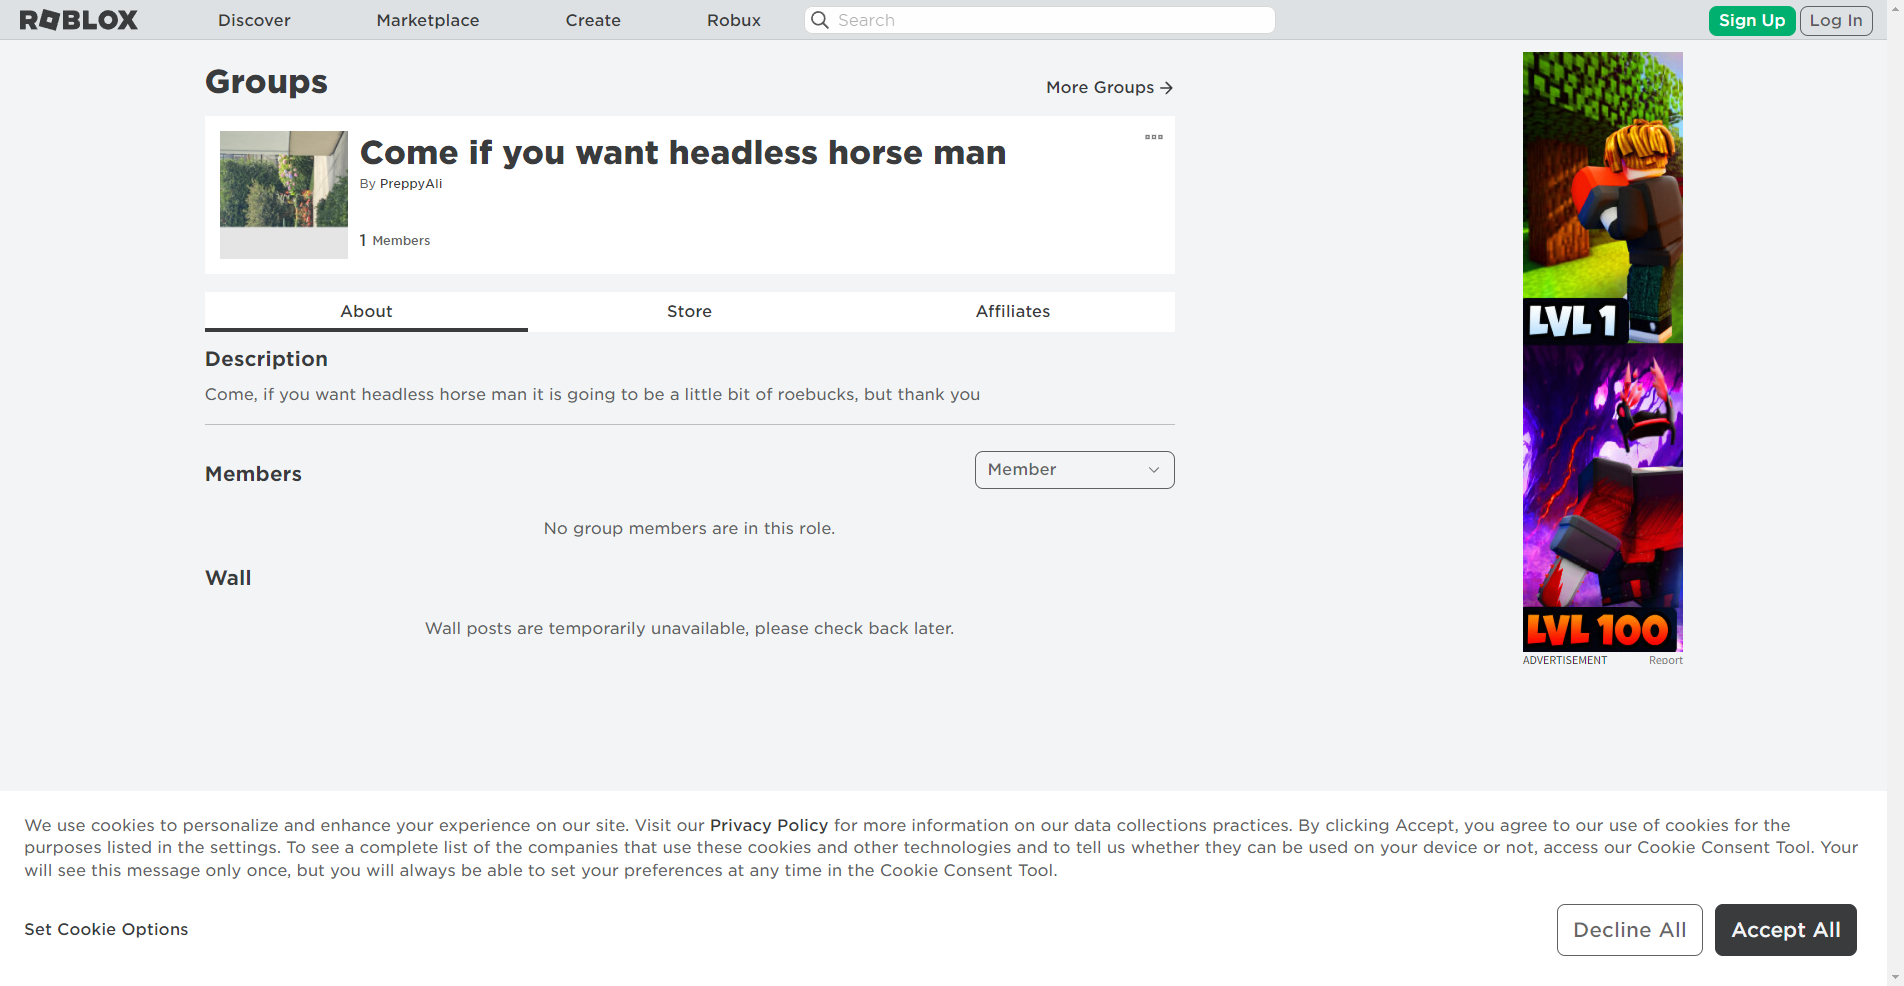 ROBLOX
Discover
Marketplace
Create
Robux
Search
Sign Up
Log In
Groups
More Groups
Come if you want headless horse man
By PreppyAli
1 Members
About
Store
Affiliates
Description
Come, if you want headless horse man it is going to be a little bit of roebucks, but thank you
Members
Member
No group members are in this role.
Wall
Wall posts are temporarily unavailable, please check back later.
LVL 1
LVL 100
ADVERTISEMENT
Report
We use cookies to personalize and enhance your experience on our site. Visit our Privacy Policy for more information on our data collections practices. By clicking Accept, you agree to our use of cookies for the
purposes listed in the settings. To see a complete list of the companies that use these cookies and other technologies and to tell us whether they can be used on your device or not, access our Cookie Consent Tool. Your
will see this message only once, but you will always be able to set your preferences at any time in the Cookie Consent Tool.
Set Cookie Options
Decline All
Accept All